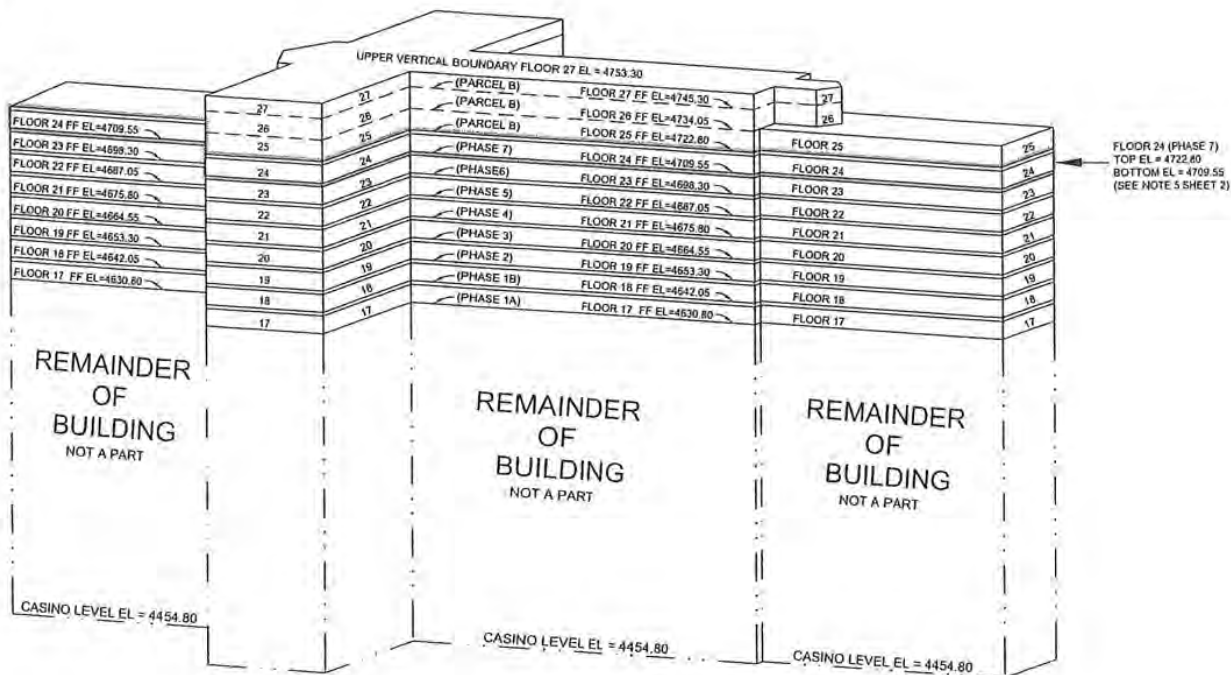 UPPER VERTICAL BOUNDARY FLOOR 27 EL = 4753.30
27
26
25
24
23
22
21
20
19
18
17
27
26
25
24
23
22
21
20
19
18
17
FLOOR 24 FF EL=4709.55
FLOOR 23 FF EL=4698.30
FLOOR 22 FF EL=4687.05
FLOOR 21 FF EL=4675.80
FLOOR 20 FF EL=4664.55
FLOOR 19 FF EL=4653.30
FLOOR 18 FF EL=4642.05
FLOOR 17 FF EL=4630.80
(PARCEL B) FLOOR 27 FF EL=4745.30
(PARCEL B) FLOOR 26 FF EL=4734.05
(PARCEL B) FLOOR 25 FF EL=4722.80
(PHASE 7) FLOOR 24 FF EL=4709.55
(PHASE6) FLOOR 23 FF EL=4698.30
(PHASE 5) FLOOR 22 FF EL=4687.05
(PHASE 4) FLOOR 21 FF EL=4675.80
(PHASE 3) FLOOR 20 FF EL=4664.55
(PHASE 2) FLOOR 19 FF EL=4653.30
(PHASE 1B) FLOOR 18 FF EL=4642.05
(PHASE 1A) FLOOR 17 FF EL=4630.80
27
26
FLOOR 25 25
FLOOR 24 24
FLOOR 23 23
FLOOR 22 22
FLOOR 21 21
FLOOR 20 20
FLOOR 19 19
FLOOR 18 18
FLOOR 17 17
FLOOR 24 (PHASE 7)
TOP EL = 4722.80
BOTTOM EL = 4709.55
(SEE NOTE 5 SHEET 2)
REMAINDER
OF
BUILDING
NOT A PART
REMAINDER
OF
BUILDING
NOT A PART
REMAINDER
OF
BUILDING
NOT A PART
CASINO LEVEL EL = 4454.80
CASINO LEVEL EL = 4454.80
CASINO LEVEL EL = 4454.80